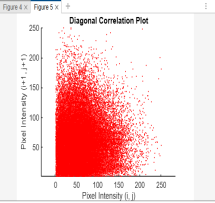 Figure 4 × Figure 5 × +
Diagonal Correlation Plot
Pixel Intensity (i+1, j+1)
250
200
150
100
50
0 50 100 150 200 250
Pixel Intensity (i, j)